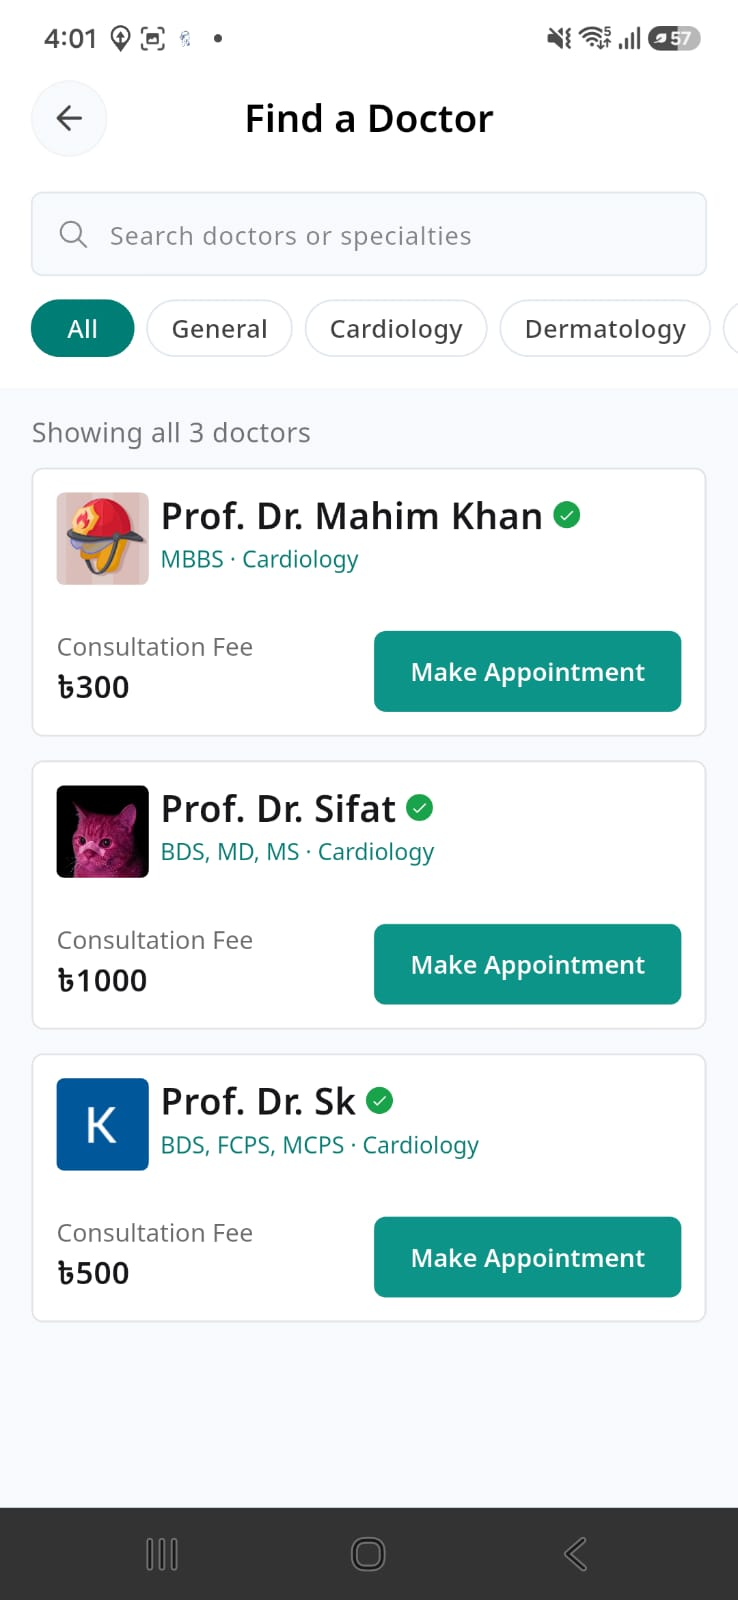 4:01
5
57
Find a Doctor
Search doctors or specialties
All
General
Cardiology
Dermatology
Showing all 3 doctors
Prof. Dr. Mahim Khan
MBBS · Cardiology
Consultation Fee
৳300
Make Appointment
Prof. Dr. Sifat
BDS, MD, MS · Cardiology
Consultation Fee
৳1000
Make Appointment
K
Prof. Dr. Sk
BDS, FCPS, MCPS · Cardiology
Consultation Fee
৳500
Make Appointment